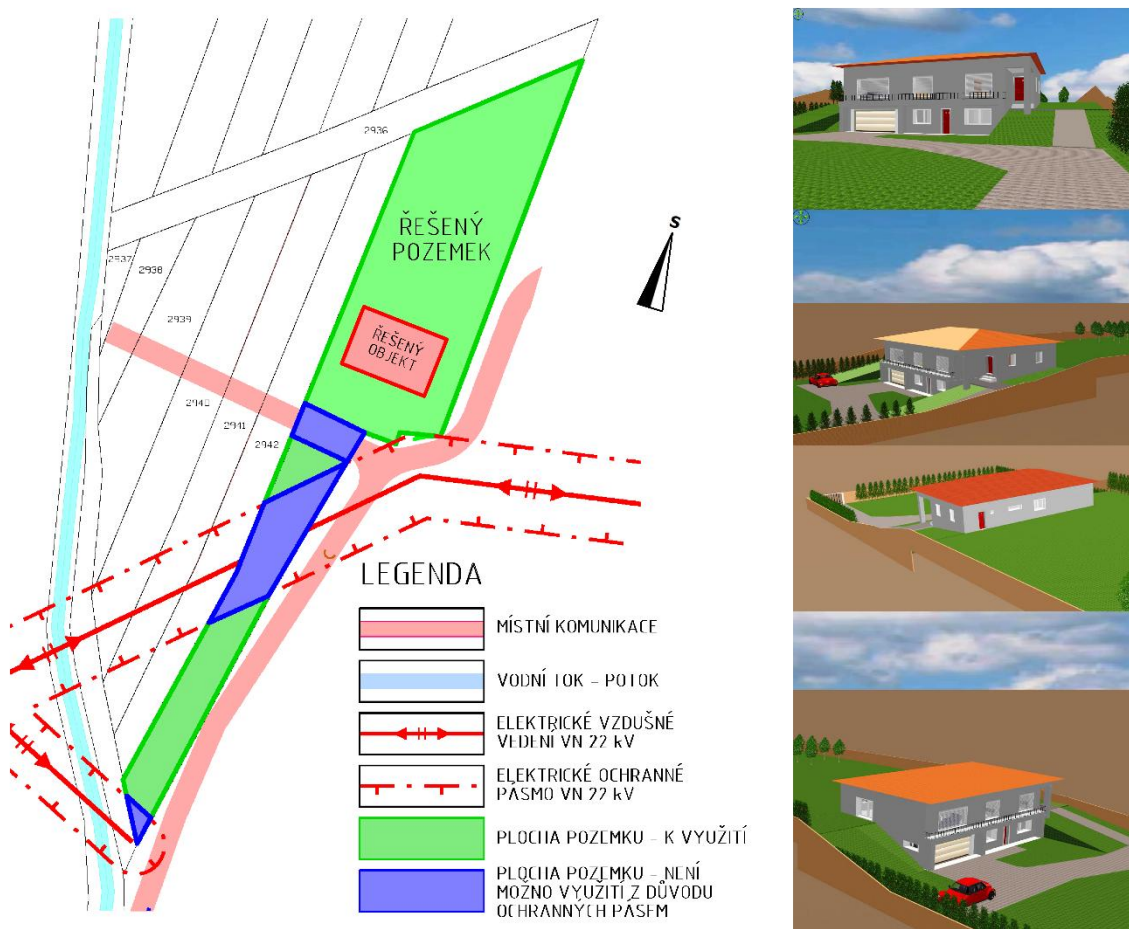 2936
ŘEŠENÝ
POZEMEK
S
2937
2938
2939
ŘEŠENÝ
OBJEKT
2940
2941
2942
LEGENDA
MÍSTNÍ KOMUNIKACE
VODNÍ TOK – POTOK
ELEKTRICKÉ VZDUŠNÉ
VEDENÍ VN 22 kV
ELEKTRICKÉ OCHRANNÉ
PÁSMO VN 22 kV
PLOCHA POZEMKU – K VYUŽITÍ
PLOCHA POZEMKU – NENÍ
MOŽNO VYUŽITÍ Z DŮVODU
OCHRANNÝCH PÁSEM